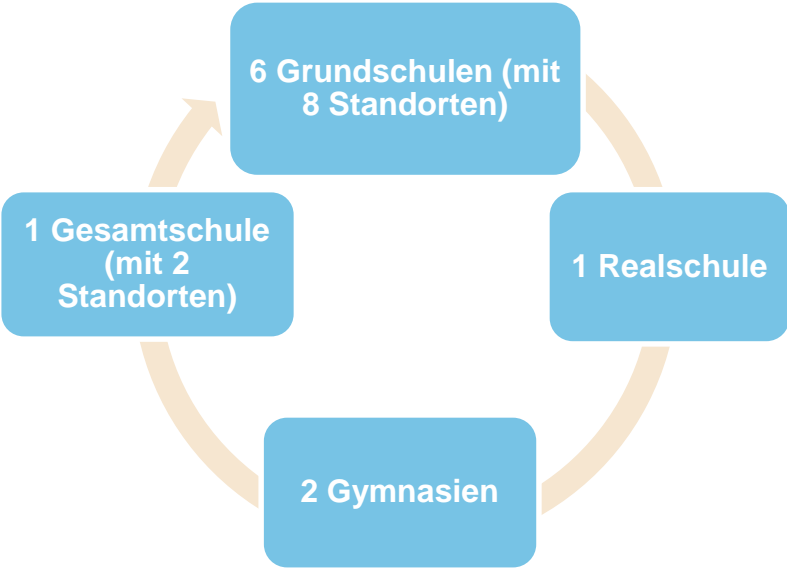 6 Grundschulen (mit
8 Standorten)
1 Realschule
2 Gymnasien
1 Gesamtschule
(mit 2
Standorten)